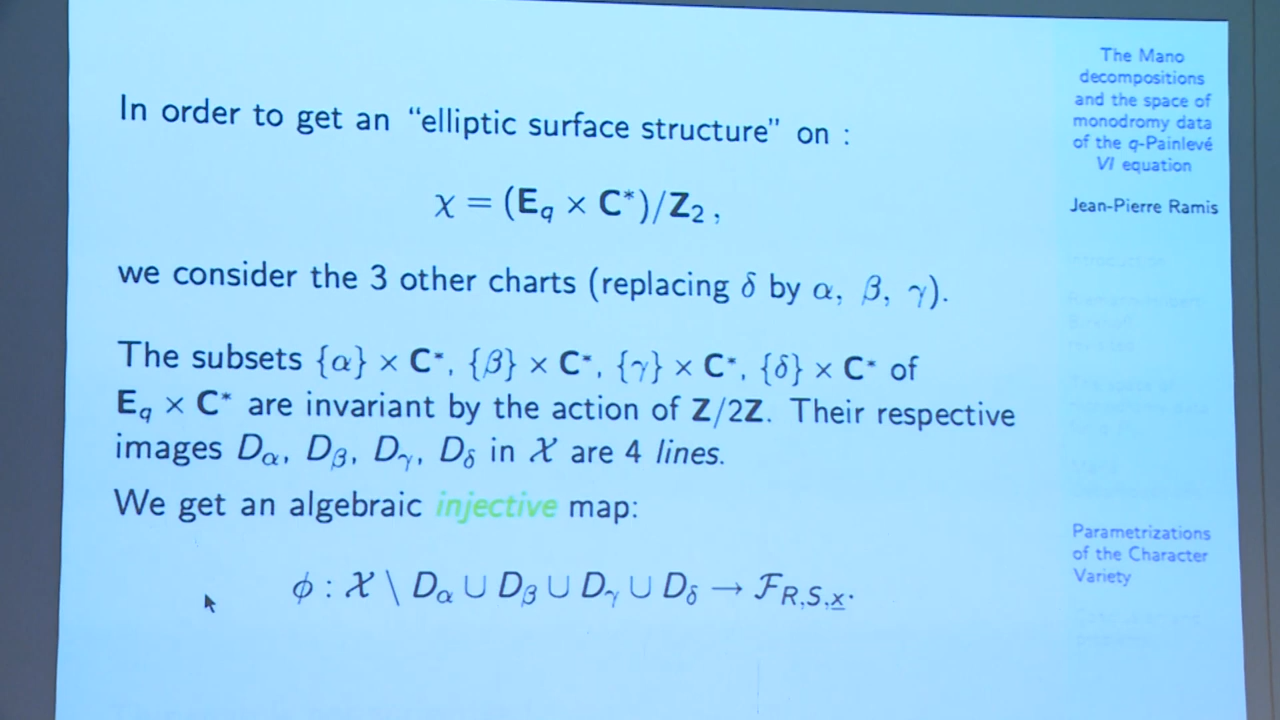 In order to get an “elliptic surface structure” on :
χ = (E_q × C*)/Z₂ ,
we consider the 3 other charts (replacing δ by α, β, γ).
The subsets {α} × C*, {β} × C*, {γ} × C*, {δ} × C* of
E_q × C* are invariant by the action of Z/2Z. Their respective
images D_α, D_β, D_γ, D_δ in 𝒳 are 4 lines.
We get an algebraic injective map:
ϕ : 𝒳 \ D_α ∪ D_β ∪ D_γ ∪ D_δ → ℱ_{R,S,x}.
The Mano
decompositions
and the space of
monodromy data
of the q-Painlevé
VI equation
Jean-Pierre Ramis
Introduction
Parametrizations
of the Character
Variety